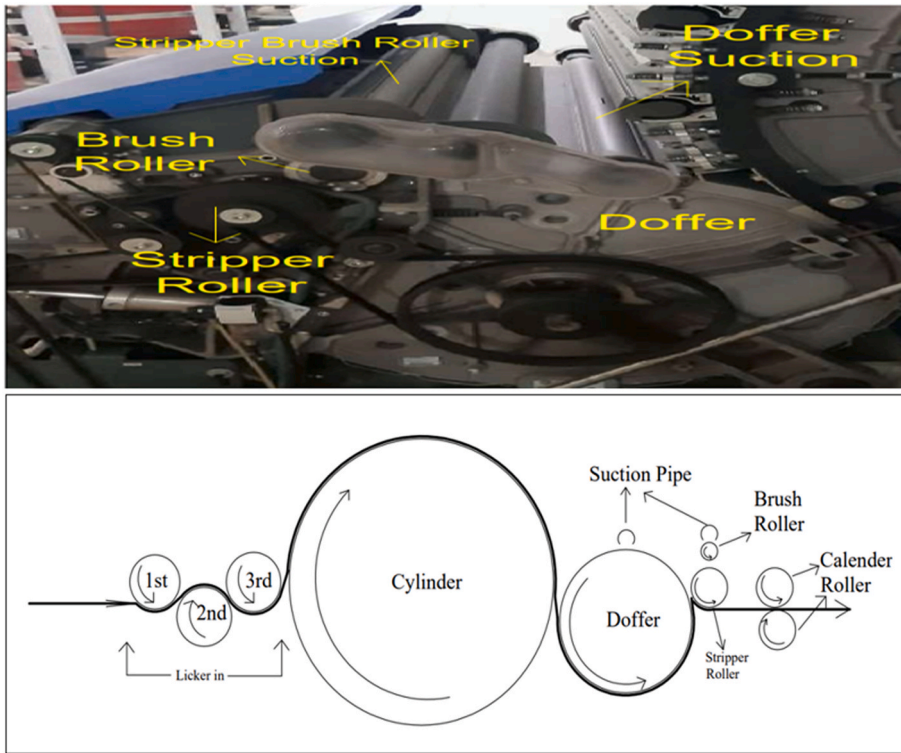 Stripper Brush Roller
Suction
Doffer
Suction
Brush
Roller
Doffer
Stripper
Roller
Suction Pipe
Brush
Roller
1st
2nd
3rd
Cylinder
Doffer
Calender
Roller
Stripper
Roller
Licker in